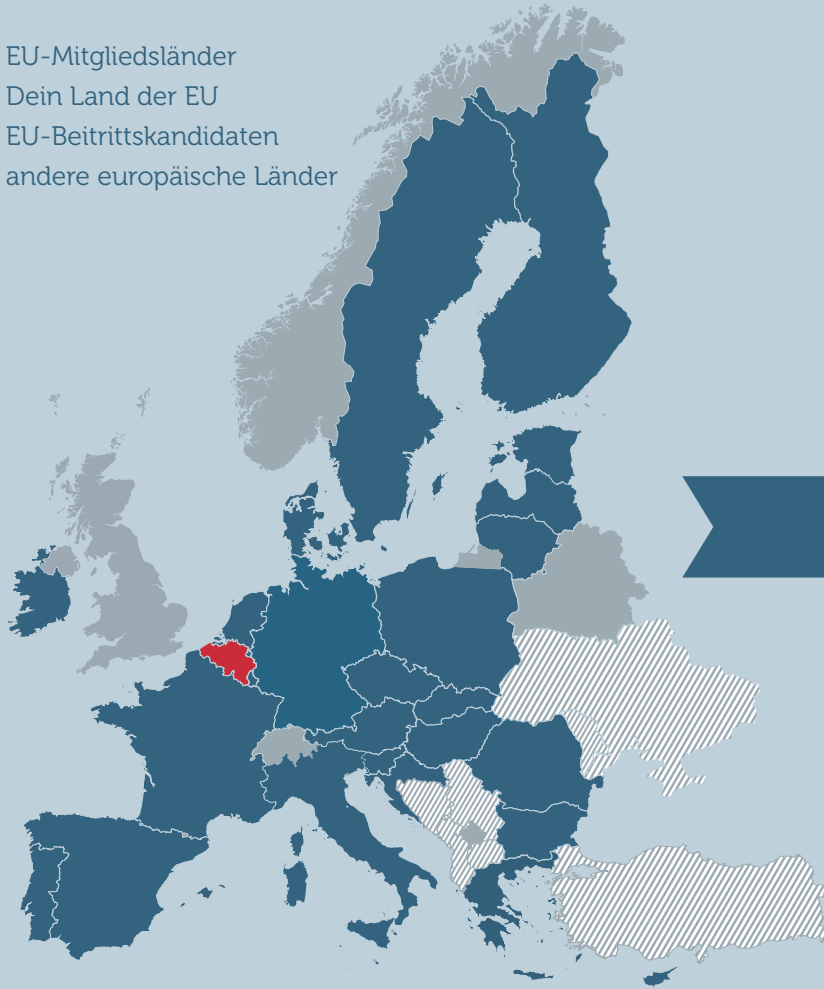 EU-Mitgliedsländer
Dein Land der EU
EU-Beitrittskandidaten
andere europäische Länder